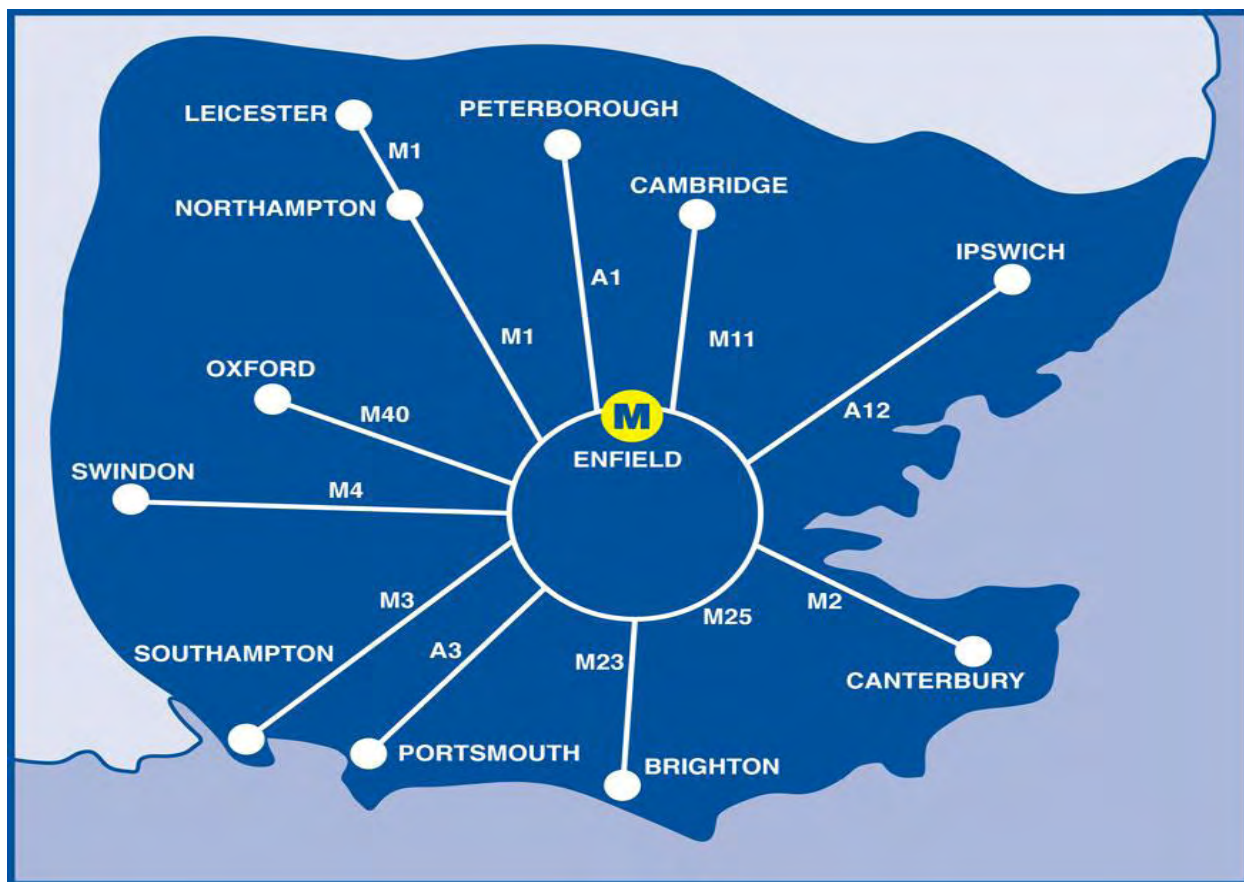 LEICESTER
PETERBOROUGH
M1
CAMBRIDGE
NORTHAMPTON
IPSWICH
A1
M1
M11
OXFORD
M40
A12
M
ENFIELD
SWINDON
M4
M3
M2
M25
A3
SOUTHAMPTON
M23
CANTERBURY
PORTSMOUTH
BRIGHTON